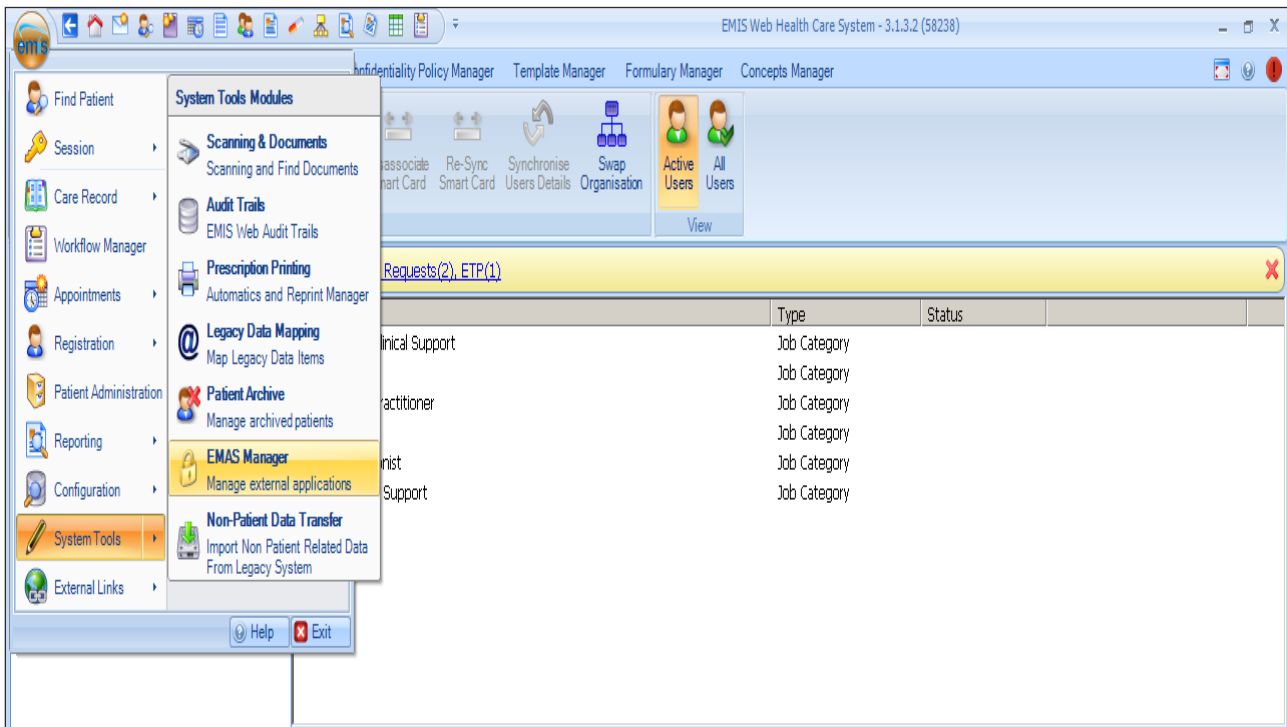 EMIS Web Health Care System - 3.1.3.2 (58238)
emis
Policy Manager Template Manager Formulary Manager Concepts Manager
Find Patient
Session
Care Record
Workflow Manager
Appointments
Registration
Patient Administration
Reporting
Configuration
System Tools
External Links
Help Exit
System Tools Modules
Scanning & Documents
Scanning and Find Documents
Audit Trails
EMIS Web Audit Trails
Prescription Printing
Automatics and Reprint Manager
Legacy Data Mapping
Map Legacy Data Items
Patient Archive
Manage archived patients
EMAS Manager
Manage external applications
Non-Patient Data Transfer
Import Non Patient Related Data
From Legacy System
Re-Sync
Smart Card
Synchronise
Users Details
Swap
Organisation
Active
Users
All
Users
View
Card
Requests(2), ETP(1)
Type Status
linical Support Job Category
Job Category
ractitioner Job Category
Job Category
nist Job Category
Support Job Category